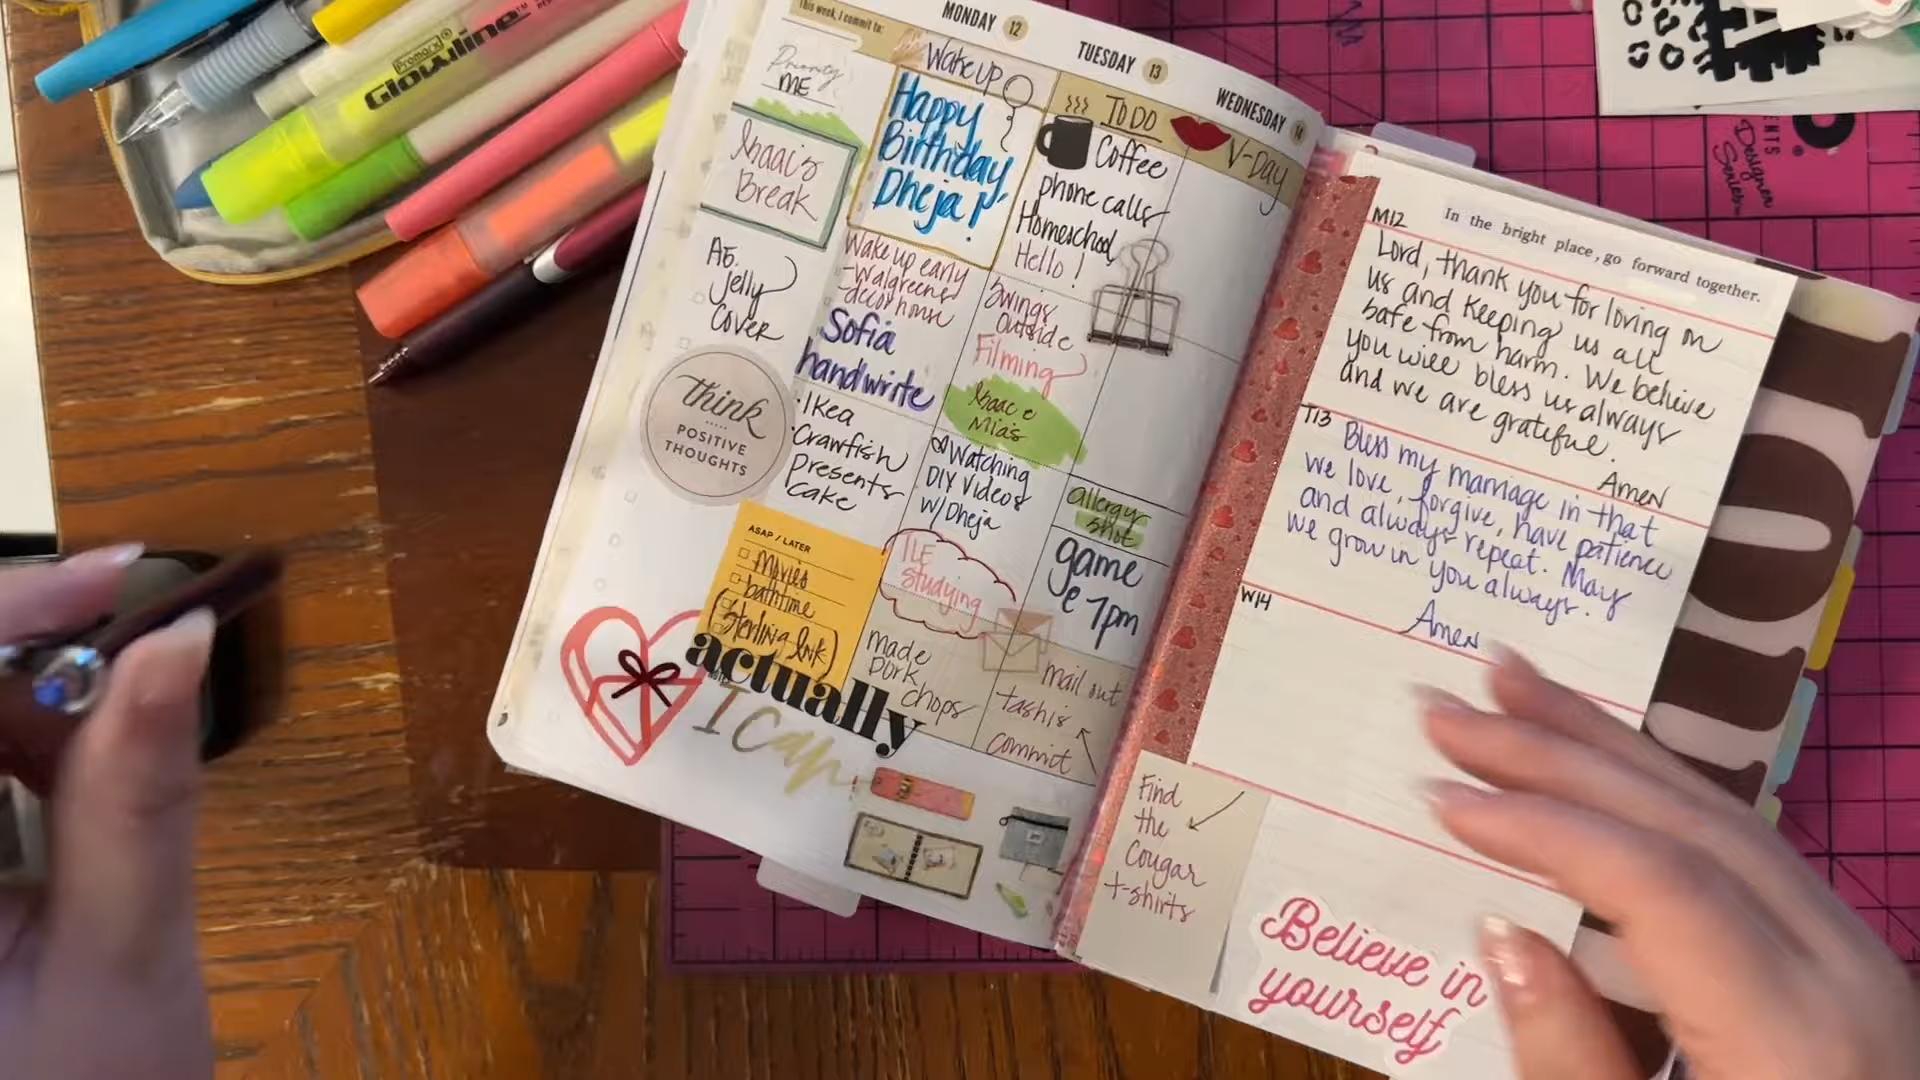 Promarx
Glowline
This week, I commit to:
MONDAY 12
TUESDAY 13
WEDNESDAY 14
Priority
ME
Break
A5.
Jelly
Cover
think
POSITIVE
THOUGHTS
Wake up
Happy
Birthday
Dheja!
Wake up early
-Walgreens
-decor house
Sofia
handwrite
·Ikea
·Crawfish
Presents
Cake
ASAP / LATER
Movies
bathtime
(Sterling Ink)
actually
I Can
TO DO
Coffee
phone calls
Homeschool
Hello!
Swings
Outside
Filming
Isaac e
Mia's
Watching
DIY Videos
w/ Dheja
ILE
studying
made
pork
chops
V-Day
allergy
shot
game
e 7pm
mail out
tashi's
commit
Find
the
Cougar
t-shirts
In the bright place, go forward together.
M12
Lord, thank you for loving on
us and keeping us all
safe from harm. We believe
you will bless us always
and we are grateful.
Amen
T13
Bless my marriage in that
we love, forgive, have patience
and always repeat. May
we grow in you always.
Amen
W14
Believe in
yourself
Designer
Series